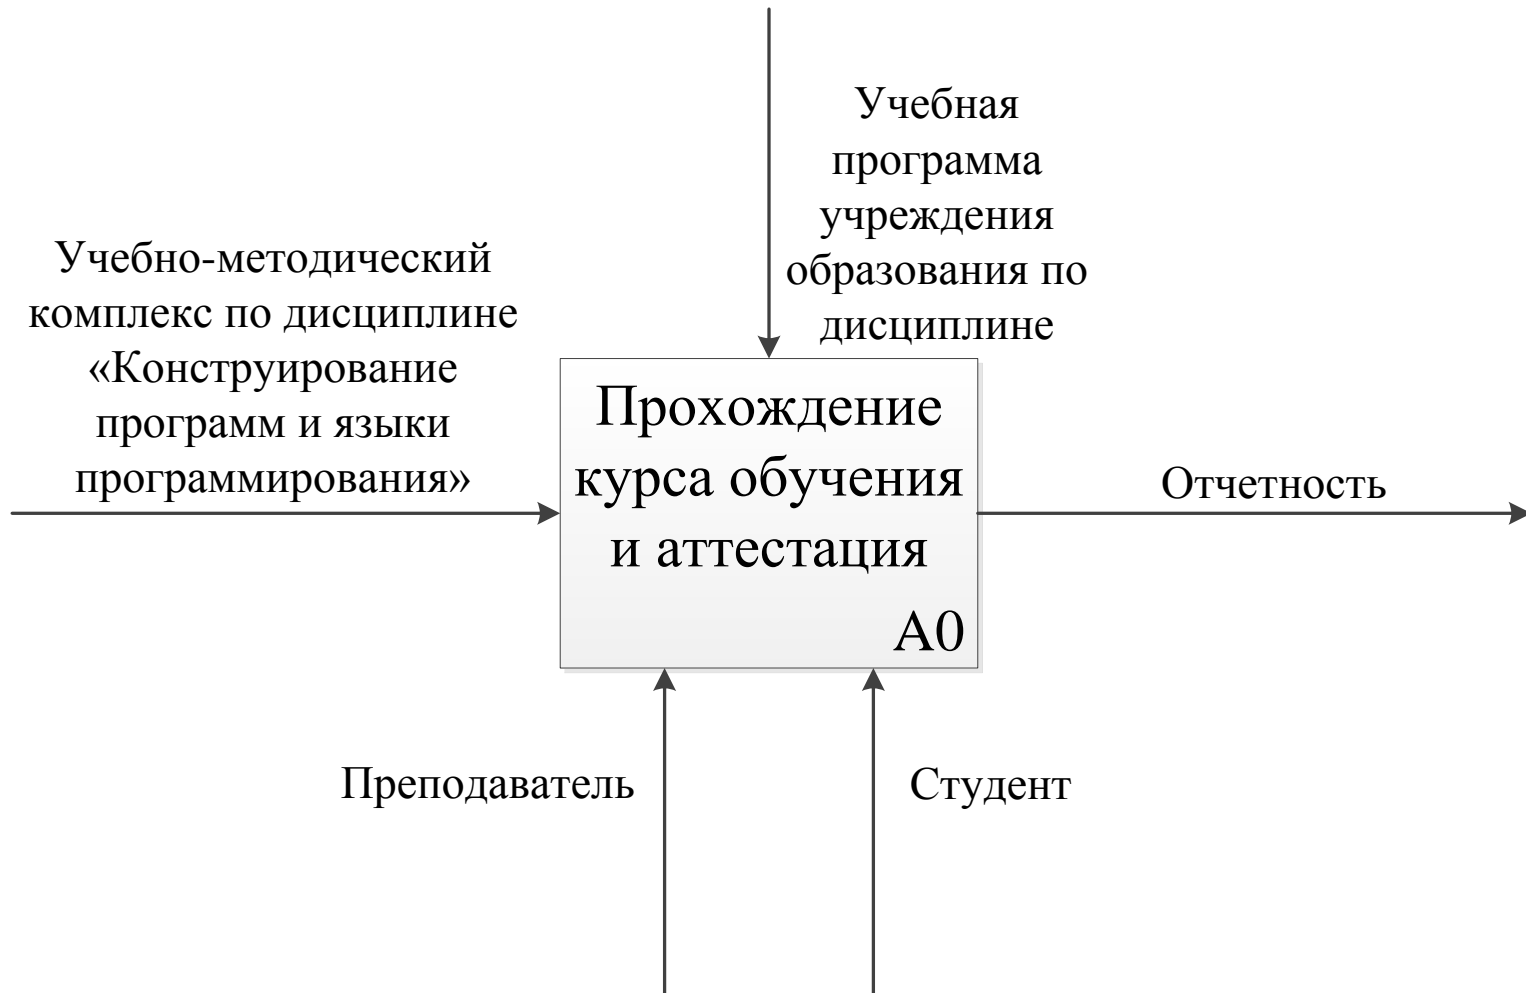 Учебная
программа
учреждения
образования по
дисциплине
Учебно-методический
комплекс по дисциплине
«Конструирование
программ и языки
программирования»
Прохождение
курса обучения
и аттестация
А0
Отчетность
Преподаватель
Студент